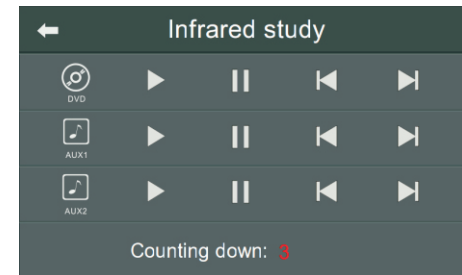 Infrared study
DVD
AUX1
AUX2
Counting down: 3